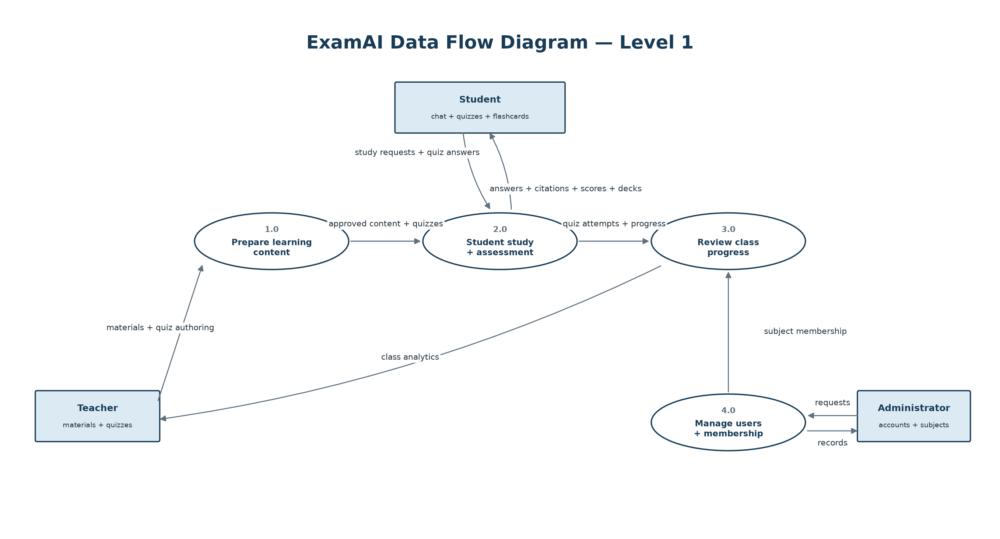 ExamAI Data Flow Diagram — Level 1
Student
chat + quizzes + flashcards
study requests + quiz answers
answers + citations + scores + decks
approved content + quizzes
quiz attempts + progress
1.0
Prepare learning
content
2.0
Student study
+ assessment
3.0
Review class
progress
materials + quiz authoring
subject membership
class analytics
Teacher
materials + quizzes
4.0
Manage users
+ membership
requests
records
Administrator
accounts + subjects